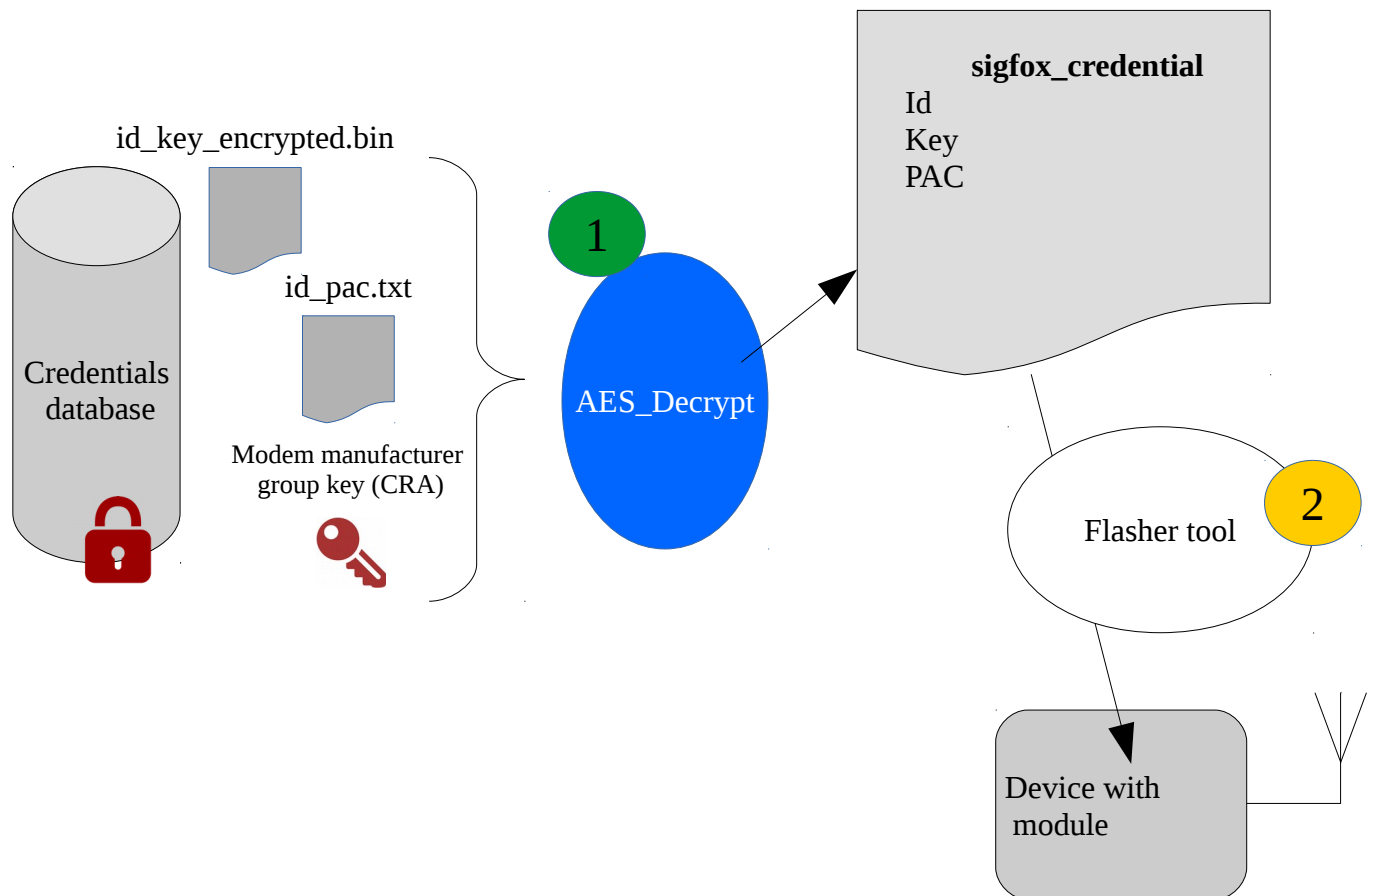 sigfox_credential
Id
Key
PAC
id_key_encrypted.bin
1
id_pac.txt
Credentials
database
AES_Decrypt
Modem manufacturer
group key (CRA)
2
Flasher tool
Device with
module